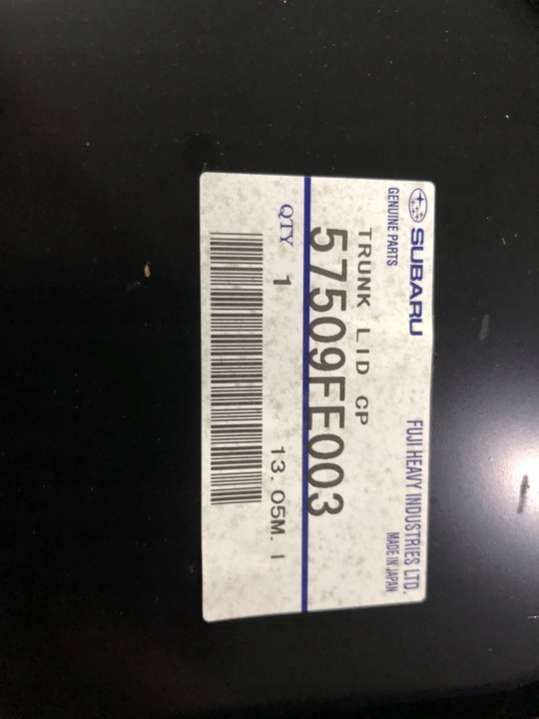 SUBARU
GENUINE PARTS
FUJI HEAVY INDUSTRIES LTD.
MADE IN JAPAN
TRUNK LID CP
57509FE003
QTY 1
13.05M. I